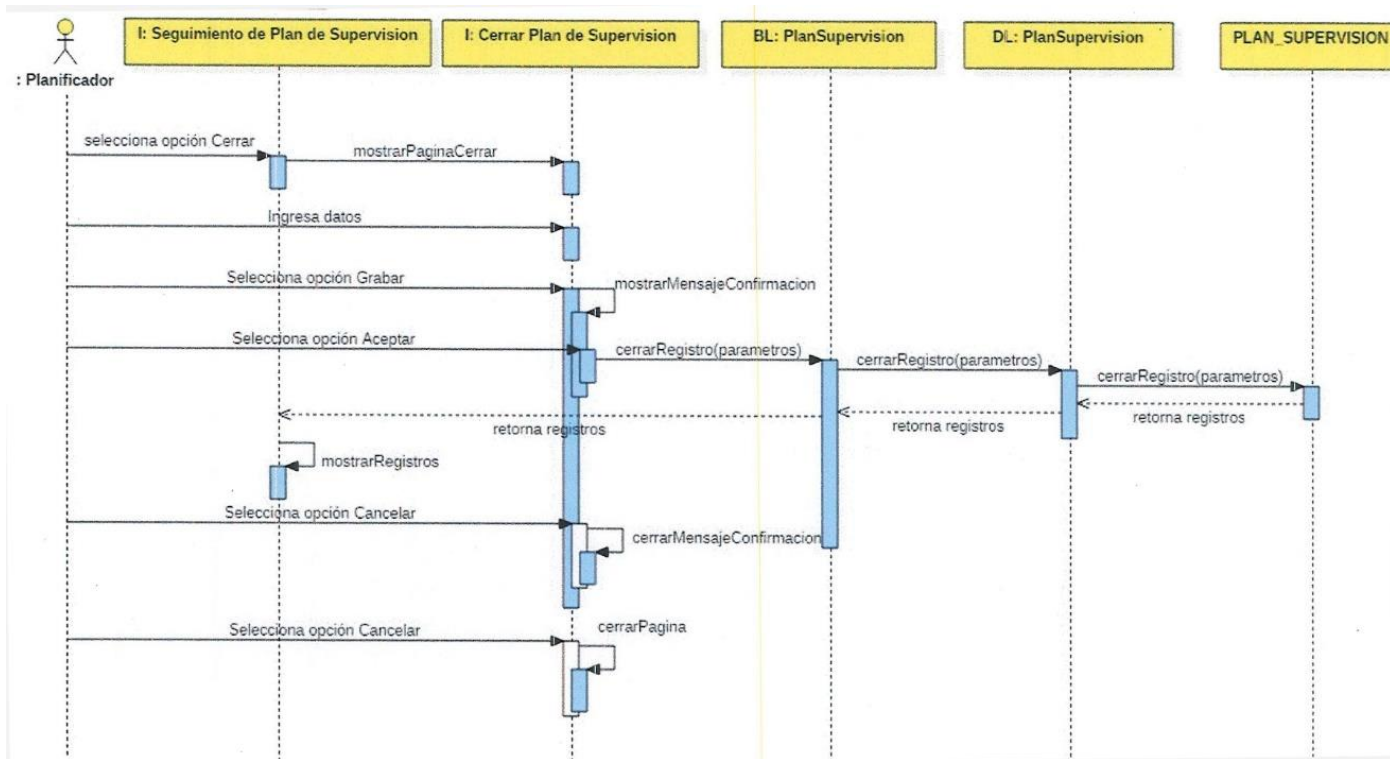 I: Seguimiento de Plan de Supervision
I: Cerrar Plan de Supervision
BL: PlanSupervision
DL: PlanSupervision
PLAN_SUPERVISION
: Planificador
selecciona opción Cerrar
mostrarPaginaCerrar
Ingresa datos
Selecciona opción Grabar
mostrarMensajeConfirmacion
Selecciona opción Aceptar
cerrarRegistro(parametros)
cerrarRegistro(parametros)
cerrarRegistro(parametros)
retorna registros
retorna registros
retorna registros
mostrarRegistros
Selecciona opción Cancelar
cerrarMensajeConfirmacion
Selecciona opción Cancelar
cerrarPagina